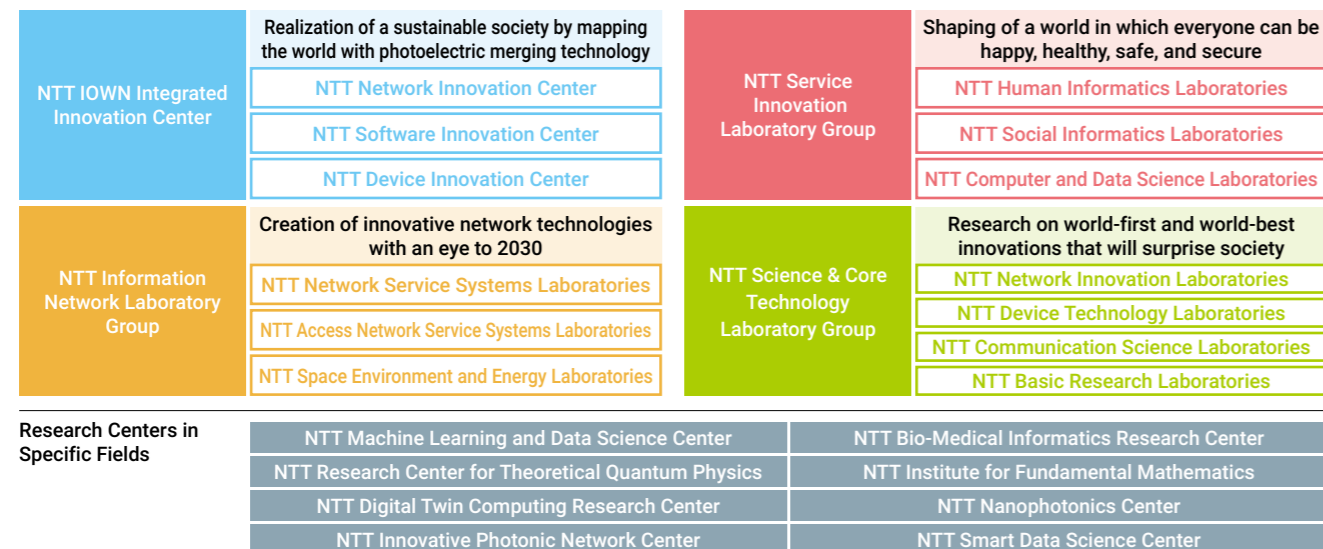 NTT IOWN Integrated
Innovation Center
Realization of a sustainable society by mapping
the world with photoelectric merging technology
NTT Network Innovation Center
NTT Software Innovation Center
NTT Device Innovation Center
NTT Service
Innovation
Laboratory Group
Shaping of a world in which everyone can be
happy, healthy, safe, and secure
NTT Human Informatics Laboratories
NTT Social Informatics Laboratories
NTT Computer and Data Science Laboratories
NTT Information
Network Laboratory
Group
Creation of innovative network technologies
with an eye to 2030
NTT Network Service Systems Laboratories
NTT Access Network Service Systems Laboratories
NTT Space Environment and Energy Laboratories
NTT Science & Core
Technology
Laboratory Group
Research on world-first and world-best
innovations that will surprise society
NTT Network Innovation Laboratories
NTT Device Technology Laboratories
NTT Communication Science Laboratories
NTT Basic Research Laboratories
Research Centers in
Specific Fields
NTT Machine Learning and Data Science Center
NTT Bio-Medical Informatics Research Center
NTT Research Center for Theoretical Quantum Physics
NTT Institute for Fundamental Mathematics
NTT Digital Twin Computing Research Center
NTT Nanophotonics Center
NTT Innovative Photonic Network Center
NTT Smart Data Science Center